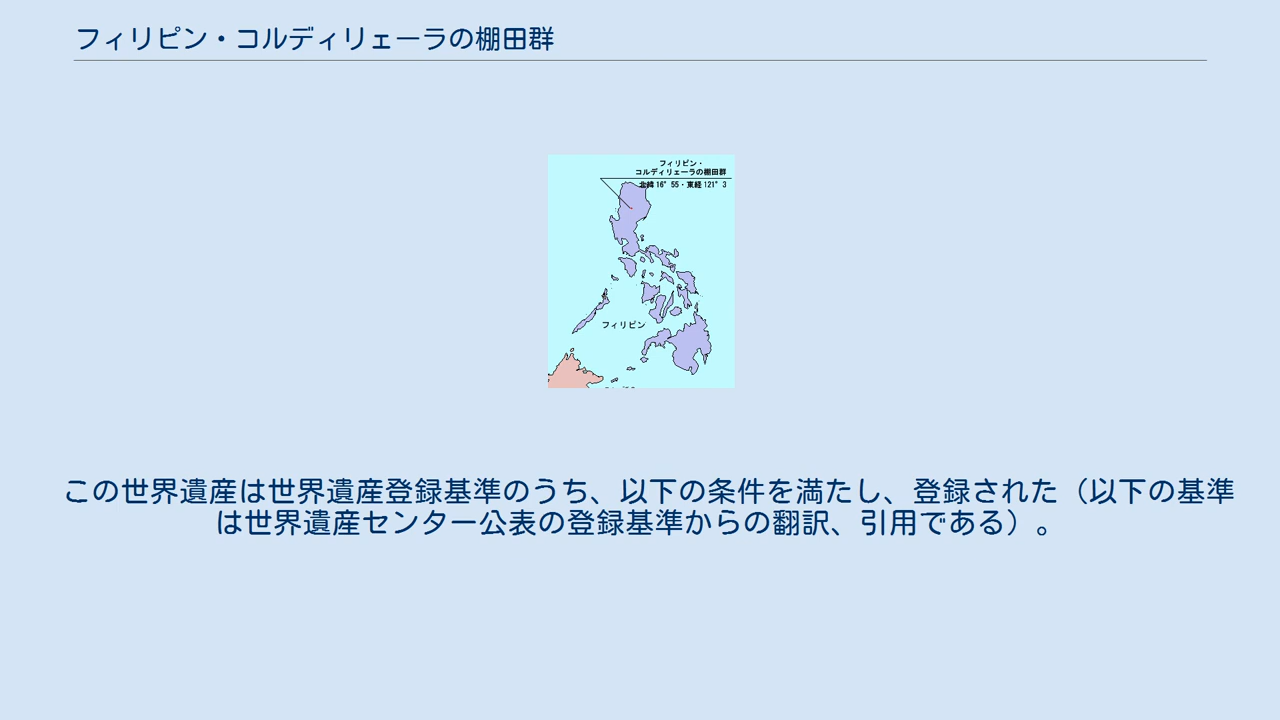 フィリピン・コルディリェーラの棚田群
フィリピン・
コルディリェーラの棚田群
北緯16°55・東経121°3
フィリピン
この世界遺産は世界遺産登録基準のうち、以下の条件を満たし、登録された（以下の基準
は世界遺産センター公表の登録基準からの翻訳、引用である）。